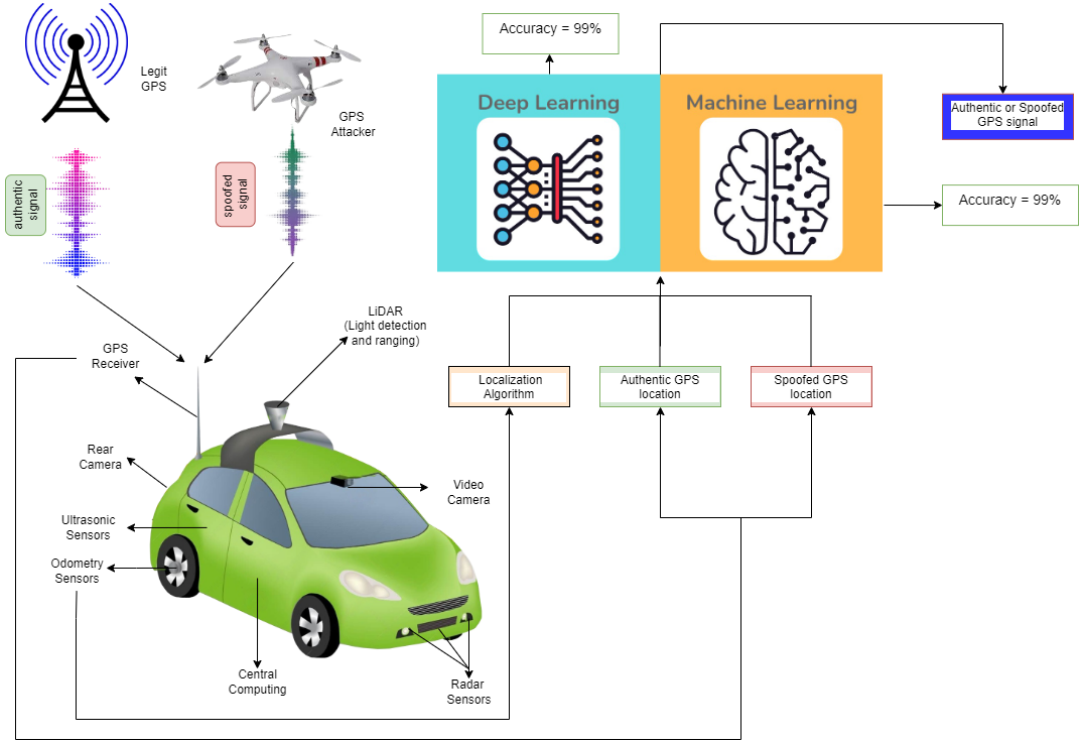 Accuracy = 99%
Legit
GPS
GPS
Attacker
Deep Learning
Machine Learning
Authentic or Spoofed
GPS signal
authentic
signal
spoofed
signal
Accuracy = 99%
LiDAR
(Light detection
and ranging)
GPS
Receiver
Localization
Algorithm
Authentic GPS
location
Spoofed GPS
location
Rear
Camera
Video
Camera
Ultrasonic
Sensors
Odometry
Sensors
Central
Computing
Radar
Sensors